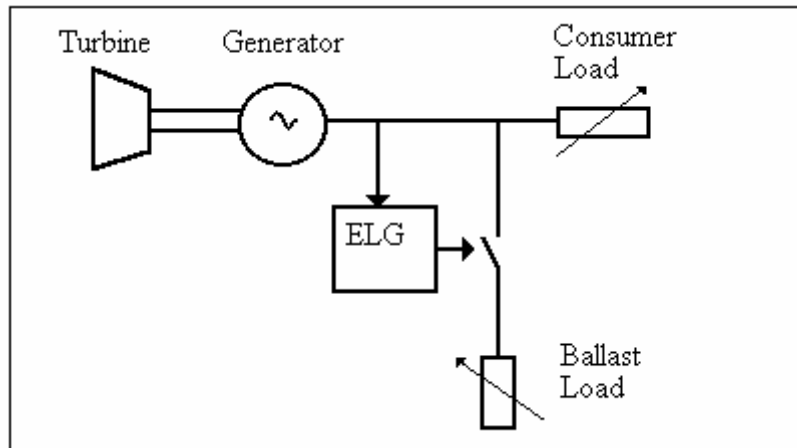 Turbine
Generator
Consumer
Load
ELG
Ballast
Load